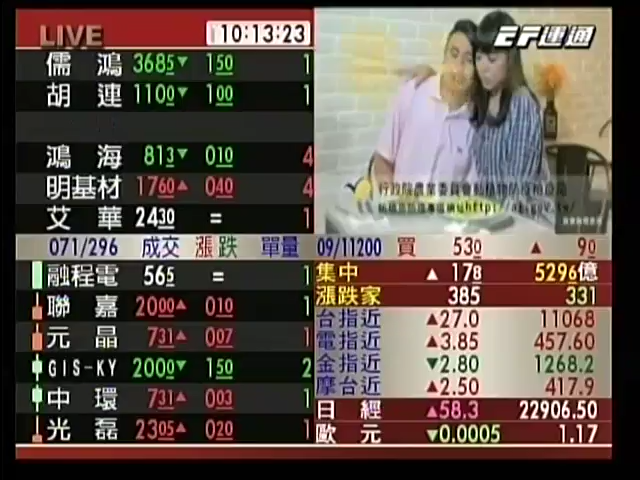 LIVE 10:13:23
儒鴻 3685▼ 150 1
胡連 1100▼ 100 1
鴻海 813▼ 010 4
明基材 1760▲ 040 4
艾華 2430 = 1
071/296 成交 漲跌 單量
融程電 565 = 1
聯嘉 2000▲ 010 1
元晶 731▲ 007 1
GIS-KY 2000▼ 150 2
中環 731▲ 003 1
光磊 2305▲ 020 1
EF運通
09/11200 買 530 ▲ 90
集中 ▲ 178 5296億
漲跌家 385 331
台指近 ▲27.0 11068
電指近 ▲3.85 457.60
金指近 ▼2.80 1268.2
摩台近 ▲2.50 417.9
日經 ▲58.3 22906.50
歐元 ▼0.0005 1.17